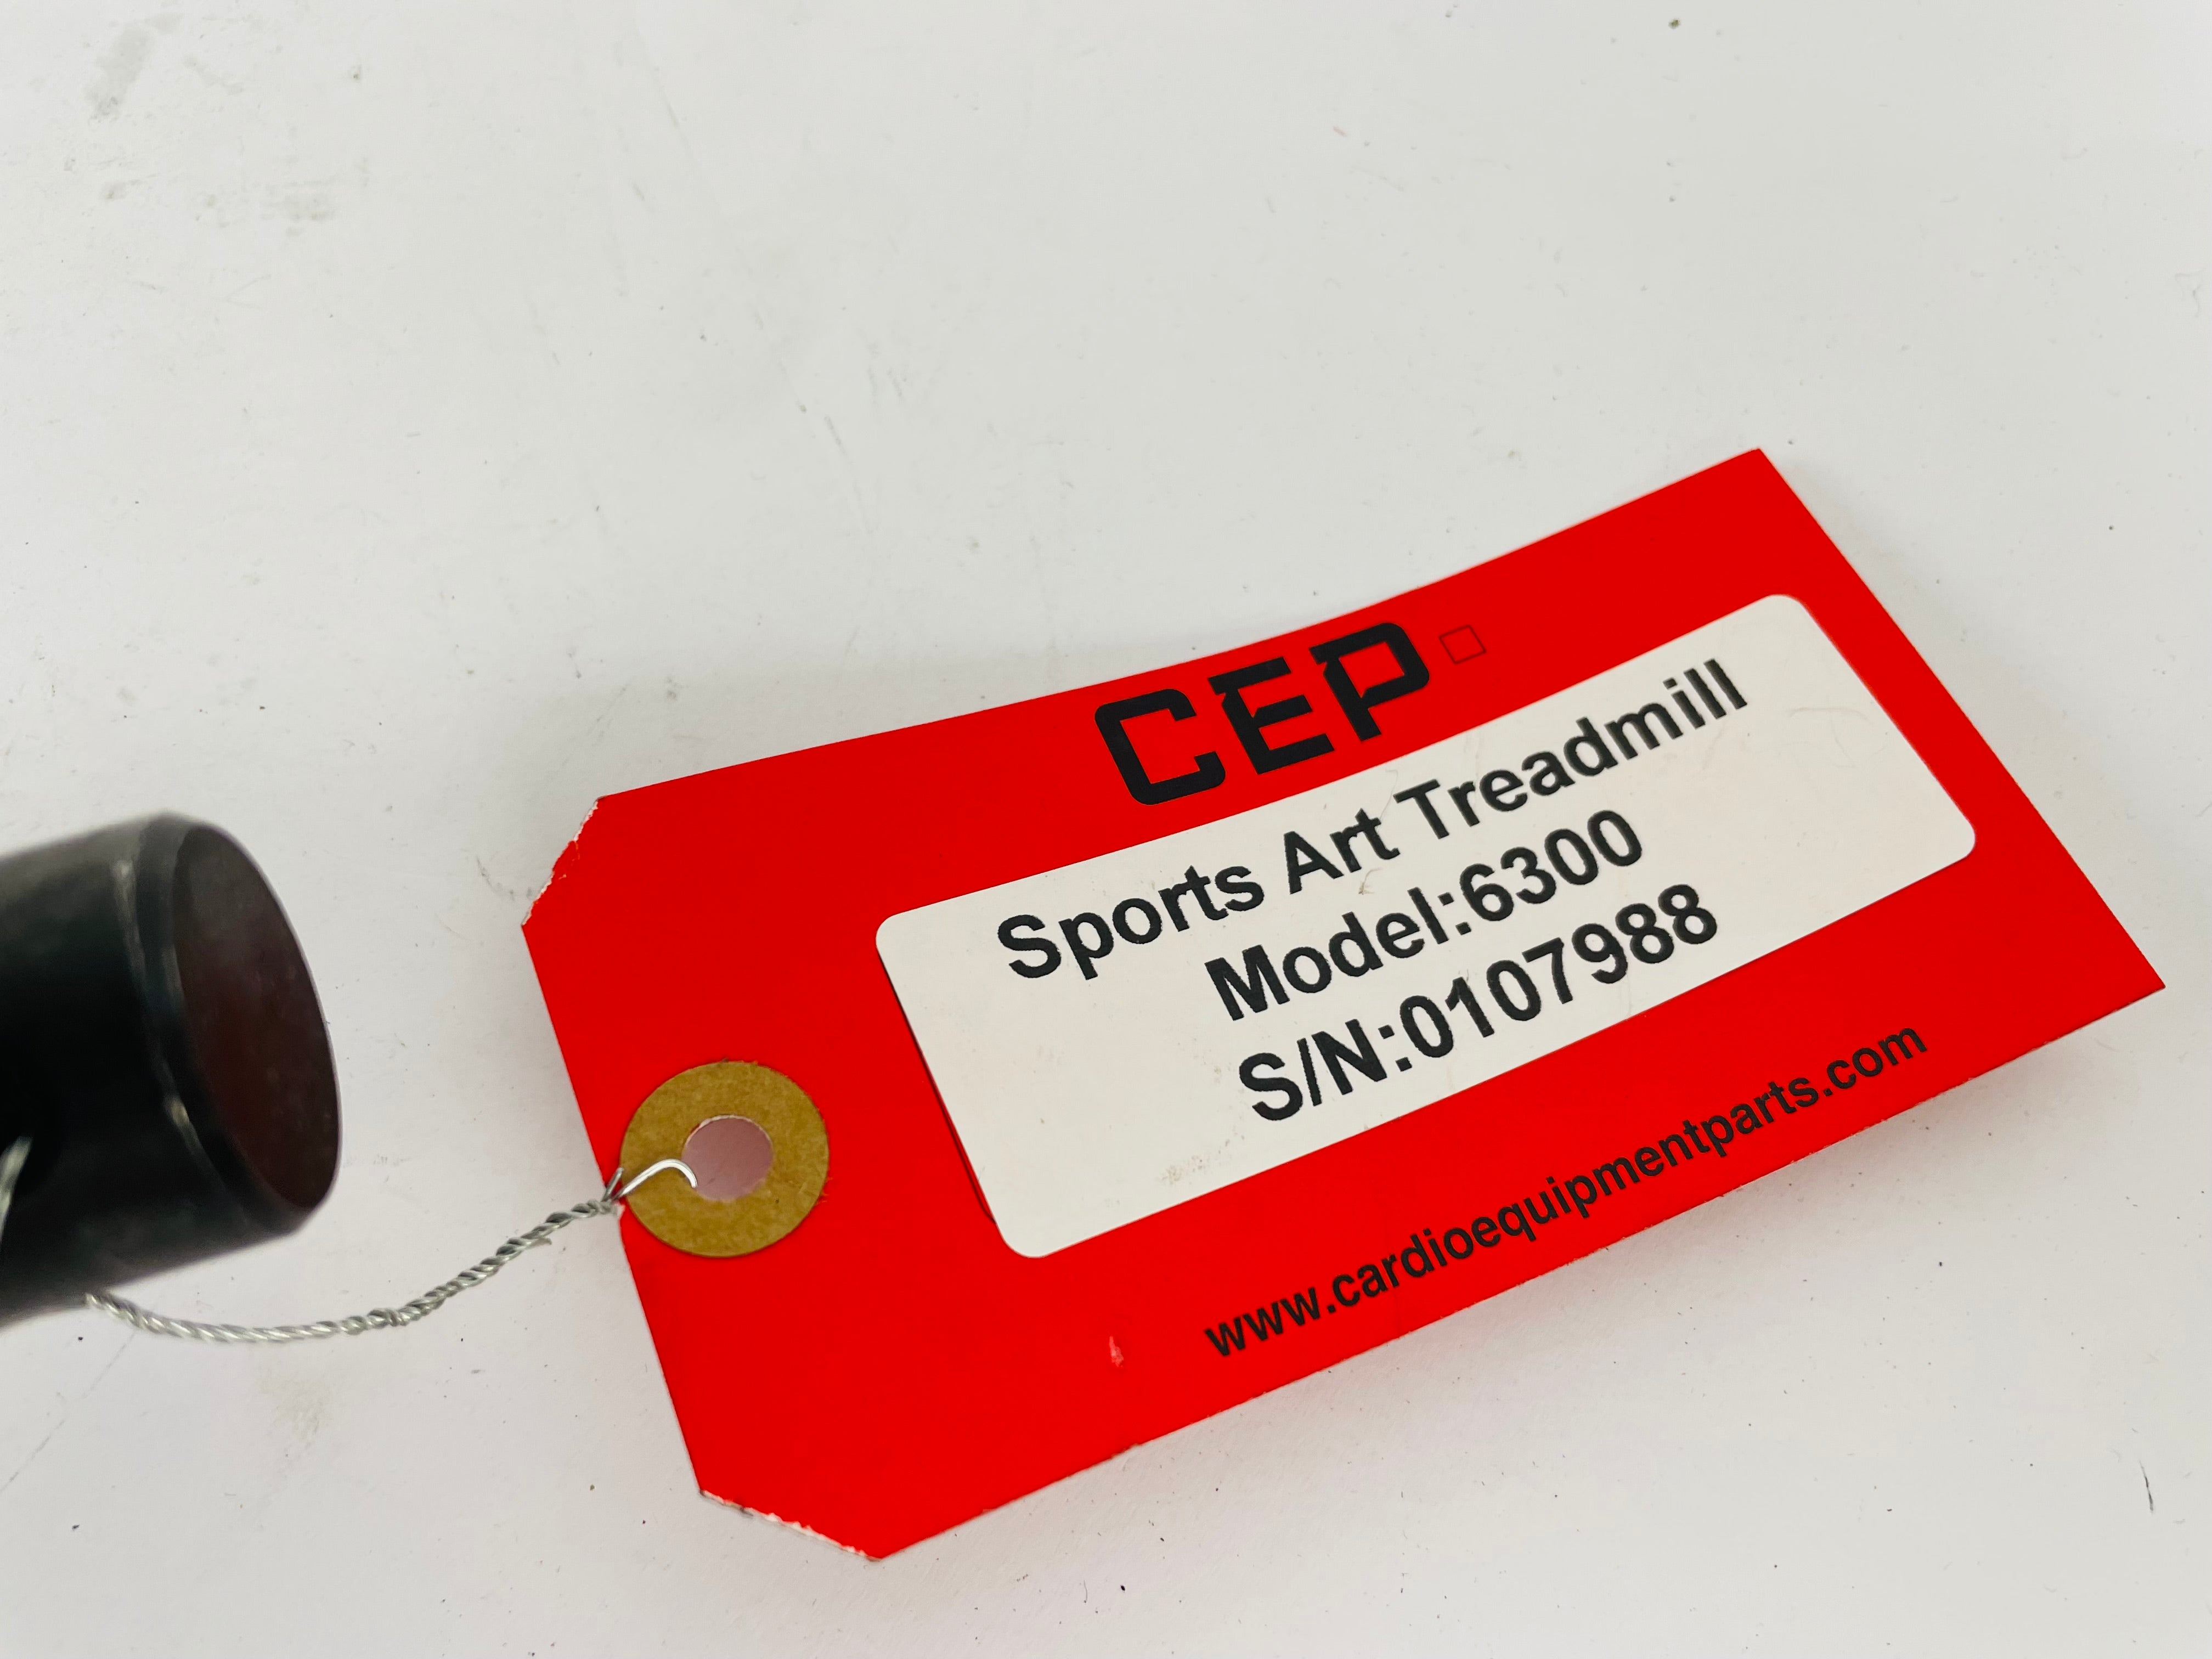 CEP
Sports Art Treadmill
Model:6300
S/N:0107988
www.cardioequipmentparts.com